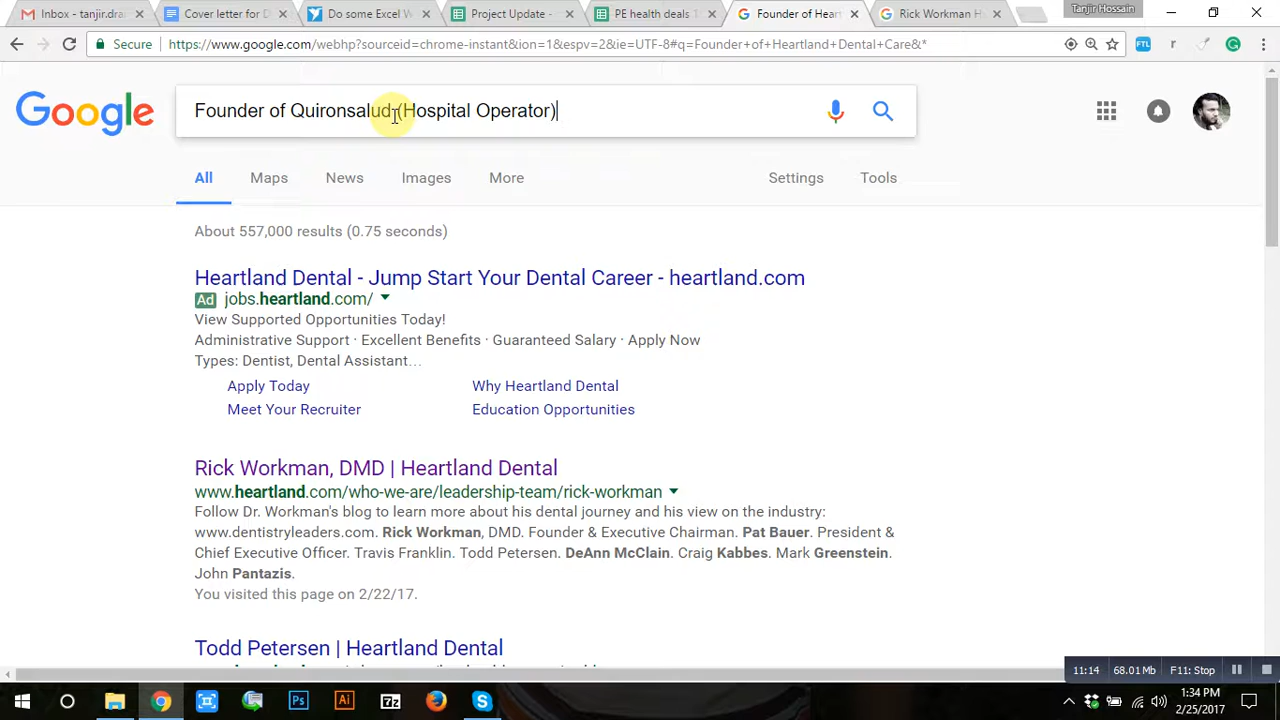 Tanjir Hossain
Inbox - tanjir.dra
Cover letter for D
Do some Excel W
Project Update -
PE health deals 1
Founder of Hear
Rick Workman H
Secure
https://www.google.com/webhp?sourceid=chrome-instant&ion=1&espv=2&ie=UTF-8#q=Founder+of+Heartland+Dental+Care&*
FTL
r
G
Google
Founder of Quironsalud (Hospital Operator)
All Maps News Images More Settings Tools
About 557,000 results (0.75 seconds)
Heartland Dental - Jump Start Your Dental Career - heartland.com
Ad jobs.heartland.com/
View Supported Opportunities Today!
Administrative Support · Excellent Benefits · Guaranteed Salary · Apply Now
Types: Dentist, Dental Assistant…
Apply Today Why Heartland Dental
Meet Your Recruiter Education Opportunities
Rick Workman, DMD | Heartland Dental
www.heartland.com/who-we-are/leadership-team/rick-workman
Follow Dr. Workman's blog to learn more about his dental journey and his view on the industry:
www.dentistryleaders.com. Rick Workman, DMD. Founder & Executive Chairman. Pat Bauer. President &
Chief Executive Officer. Travis Franklin. Todd Petersen. DeAnn McClain. Craig Kabbes. Mark Greenstein.
John Pantazis.
You visited this page on 2/22/17.
Todd Petersen | Heartland Dental
11:14 68.01 MB F11: Stop
Ps
Ai
7z
1:34 PM
2/25/2017